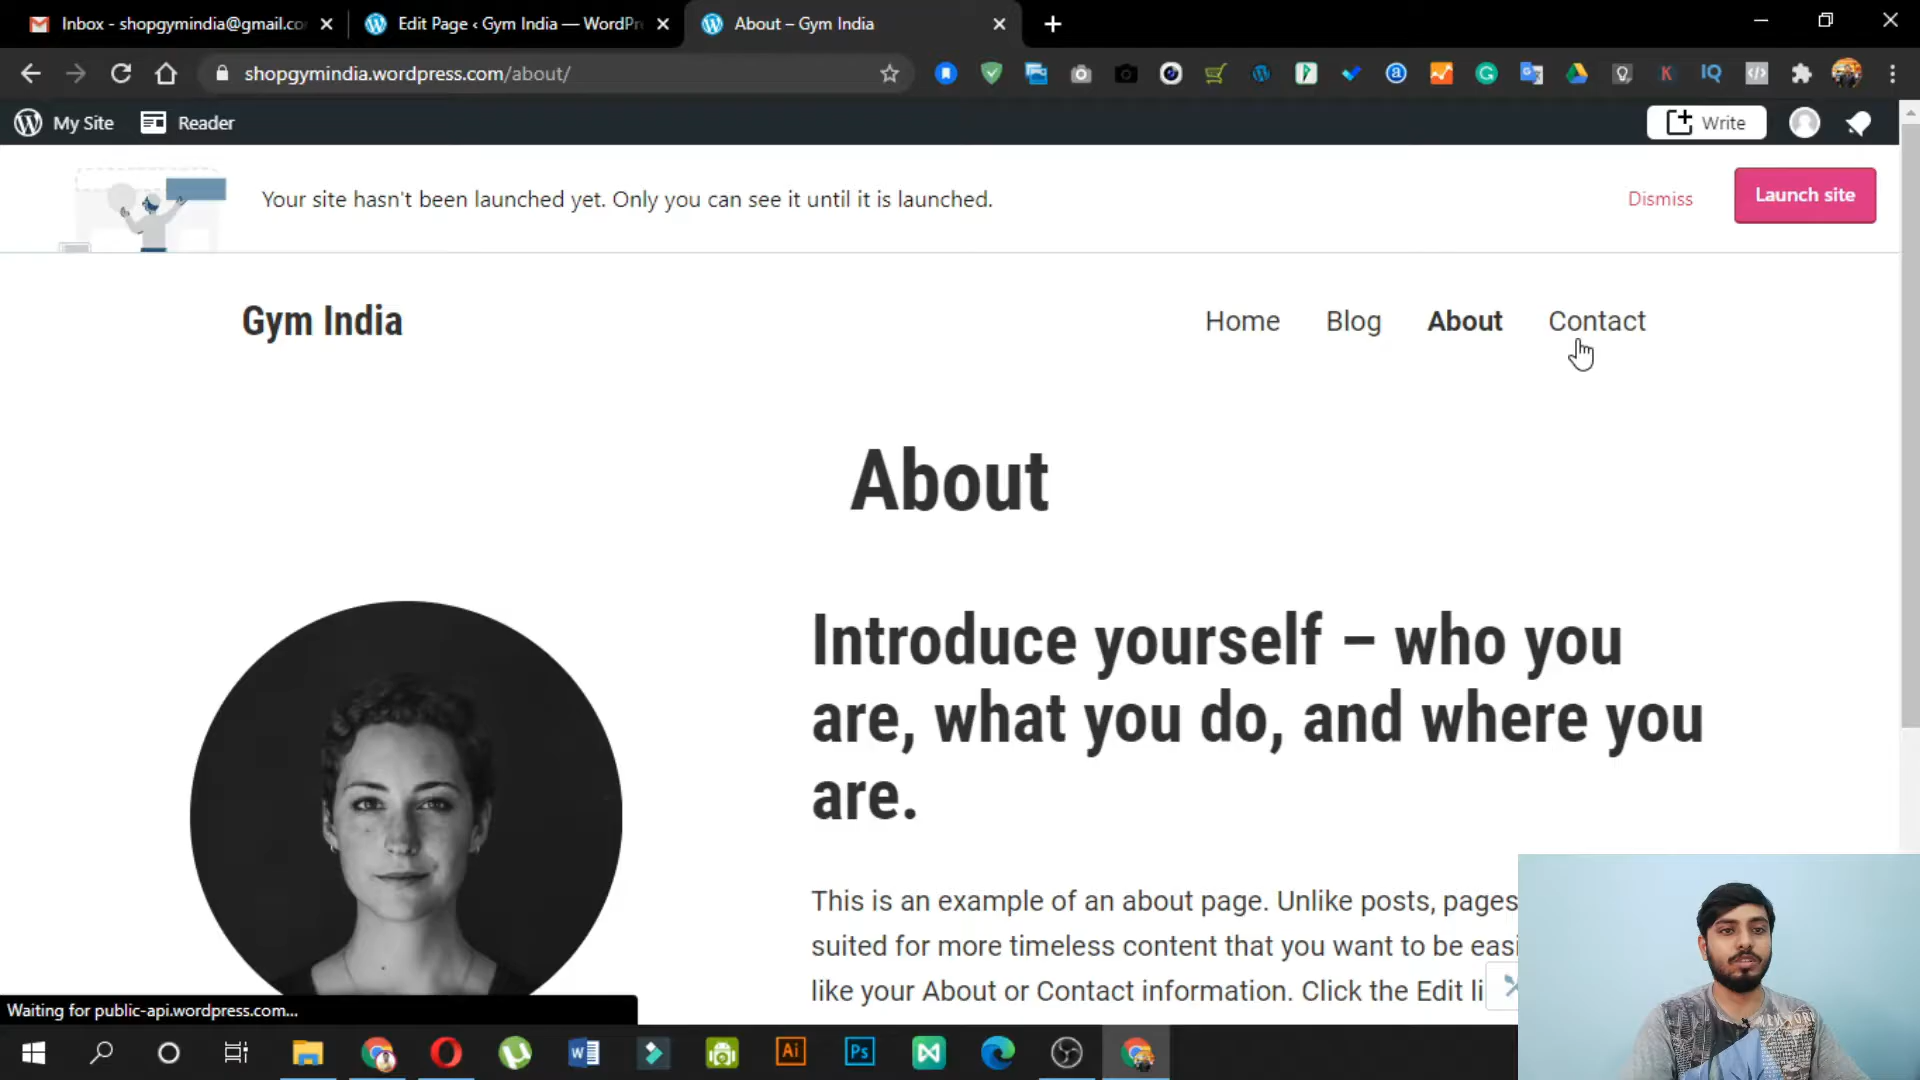 Inbox - shopgymindia@gmail.co
Edit Page ‹ Gym India — WordPr
About – Gym India
shopgymindia.wordpress.com/about/
My Site
Reader
Write
Your site hasn't been launched yet. Only you can see it until it is launched.
Dismiss
Launch site
Gym India
Home
Blog
About
Contact
About
Introduce yourself – who you
are, what you do, and where you
are.
This is an example of an about page. Unlike posts, pages
suited for more timeless content that you want to be easi
like your About or Contact information. Click the Edit li
Waiting for public-api.wordpress.com...